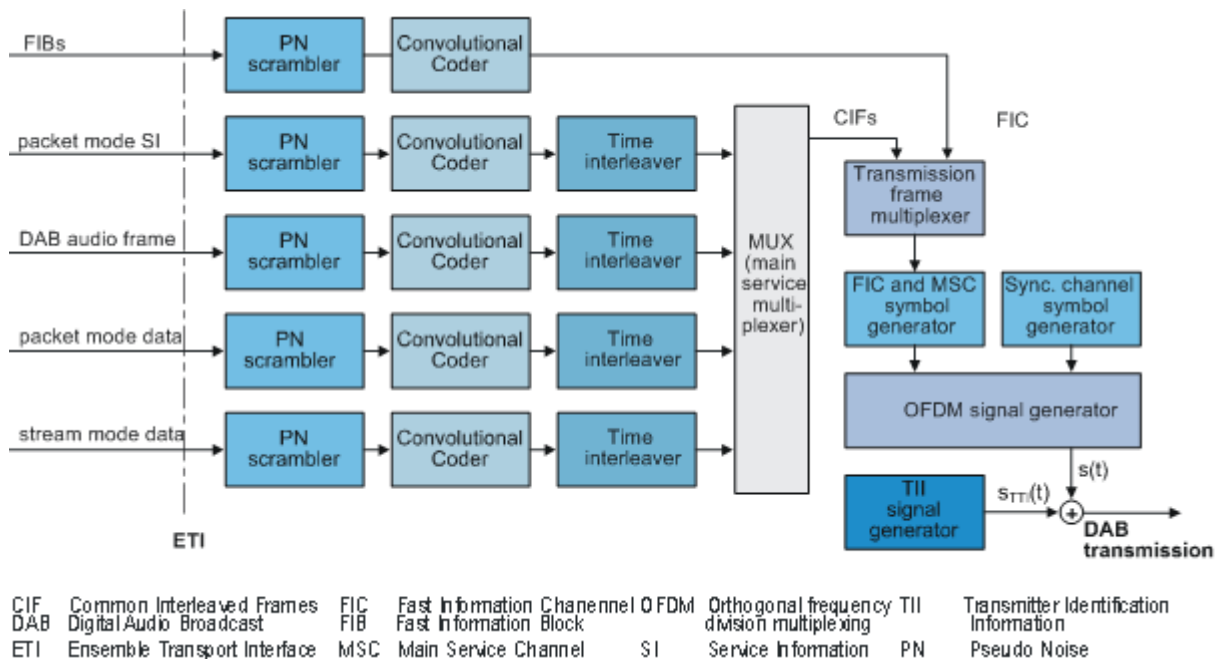 FIBs
PN
scrambler
Convolutional
Coder
packet mode SI
PN
scrambler
Convolutional
Coder
Time
interleaver
DAB audio frame
PN
scrambler
Convolutional
Coder
Time
interleaver
packet mode data
PN
scrambler
Convolutional
Coder
Time
interleaver
stream mode data
PN
scrambler
Convolutional
Coder
Time
interleaver
ETI
MUX
(main
service
multi-
plexer)
CIFs
FIC
Transmission
frame
multiplexer
FIC and MSC
symbol
generator
Sync. channel
symbol
generator
OFDM signal generator
s(t)
TII
signal
generator
sTTI(t)
+
DAB
transmission
CIF Common Interleaved Frames FIC Fast Information Chanennel OFDM Orthogonal frequency TII Transmitter Identification
DAB Digital Audio Broadcast FIB Fast Information Block division multiplexing Information
ETI Ensemble Transport Interface MSC Main Service Channel SI Service Information PN Pseudo Noise